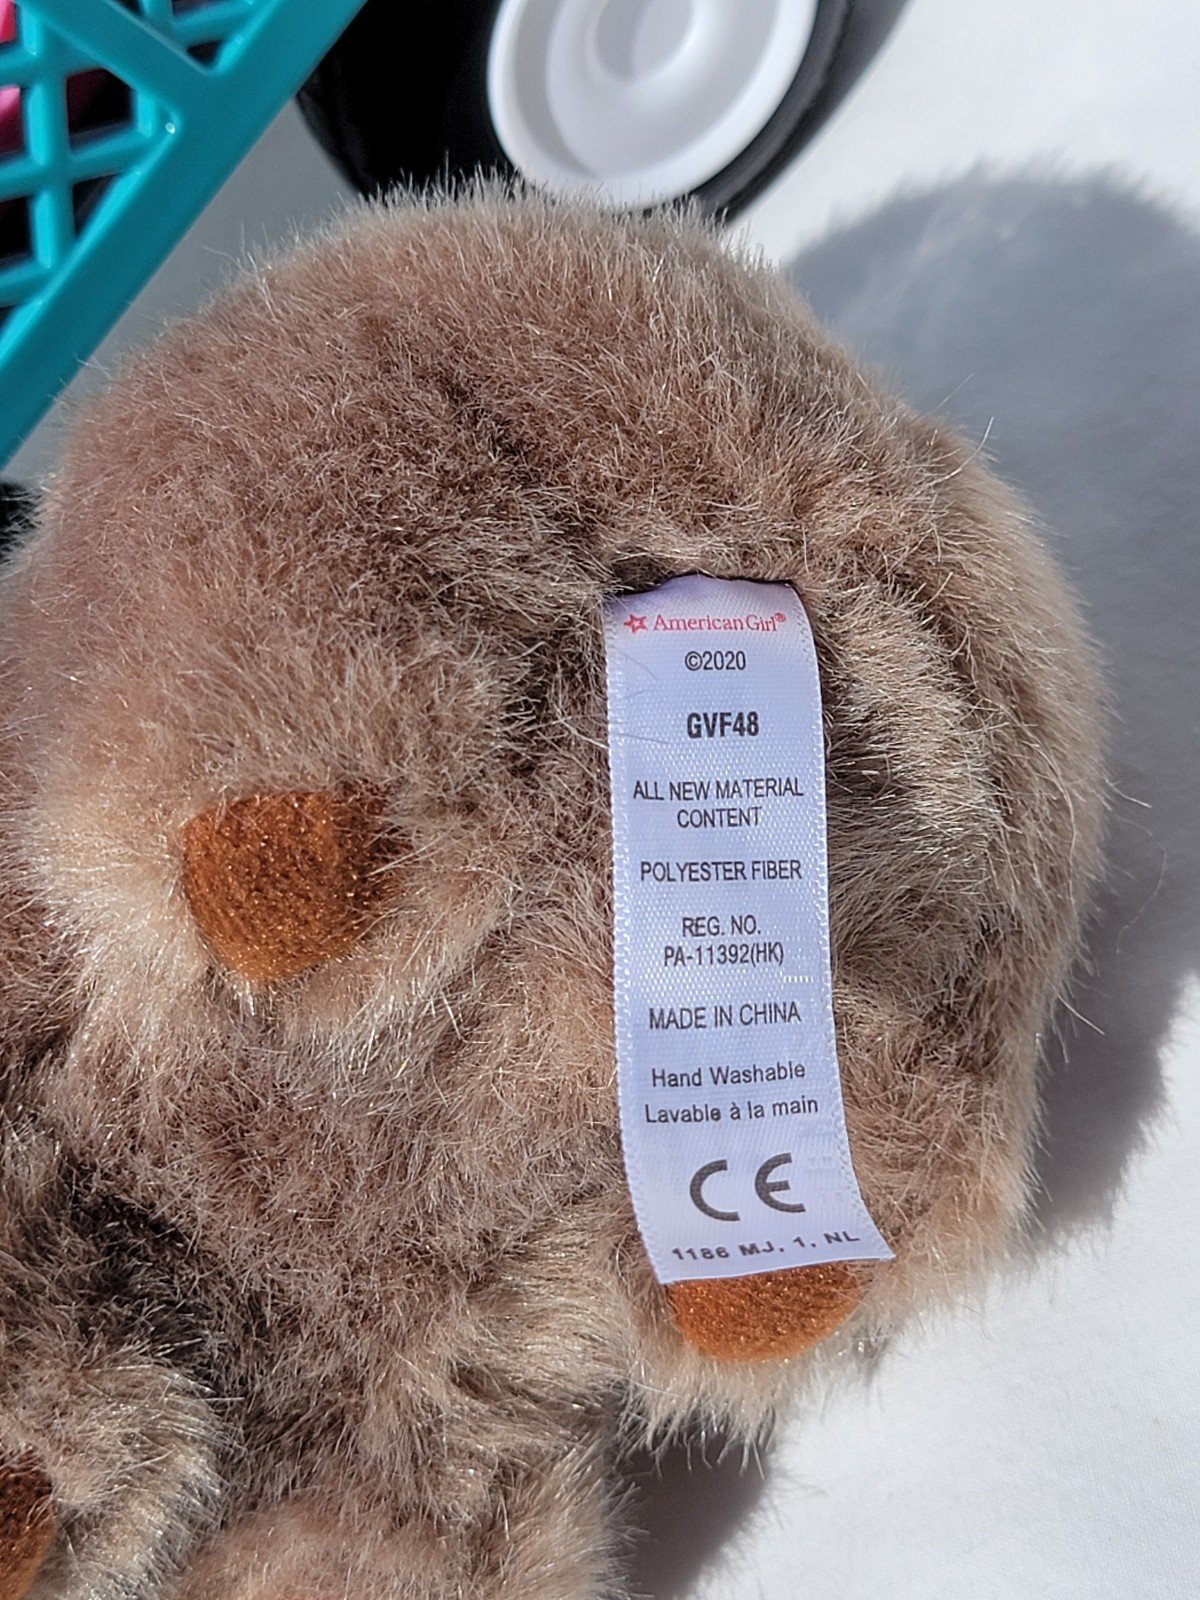 American Girl®
©2020
GVF48
ALL NEW MATERIAL
CONTENT
POLYESTER FIBER
REG. NO.
PA-11392(HK)
MADE IN CHINA
Hand Washable
Lavable à la main
CE
1186 MJ. 1. NL